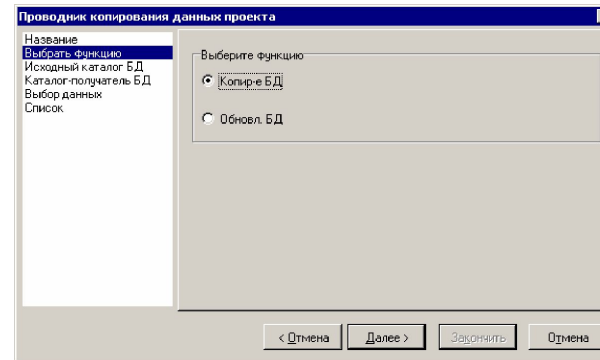 Проводник копирования данных проекта
Название
Выбрать функцию
Исходный каталог БД
Каталог-получатель БД
Выбор данных
Список
Выберите функцию
Копир-е БД
Обновл. БД
< Отмена
Далее >
Закончить
Отмена